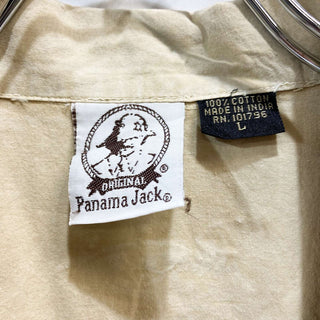 ORIGINAL ®
Panama Jack®
100% COTTON
MADE IN INDIA
RN. 101796
L